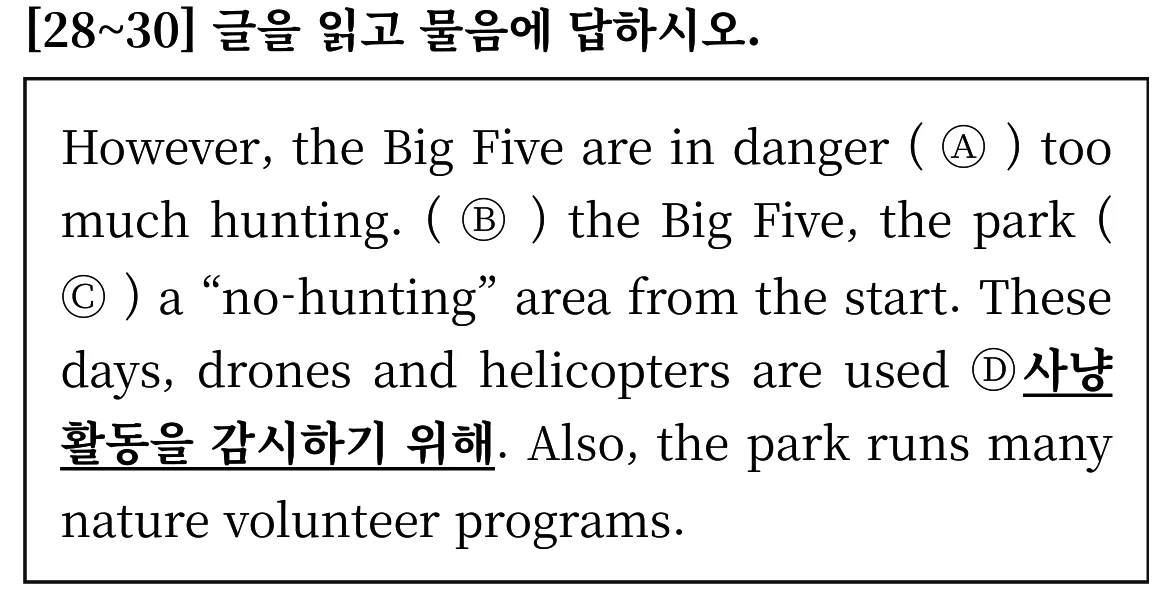 [28~30] 글을 읽고 물음에 답하시오.
However, the Big Five are in danger ( Ⓐ ) too
much hunting. ( Ⓑ ) the Big Five, the park (
Ⓒ ) a “no-hunting” area from the start. These
days, drones and helicopters are used Ⓓ사냥
활동을 감시하기 위해. Also, the park runs many
nature volunteer programs.